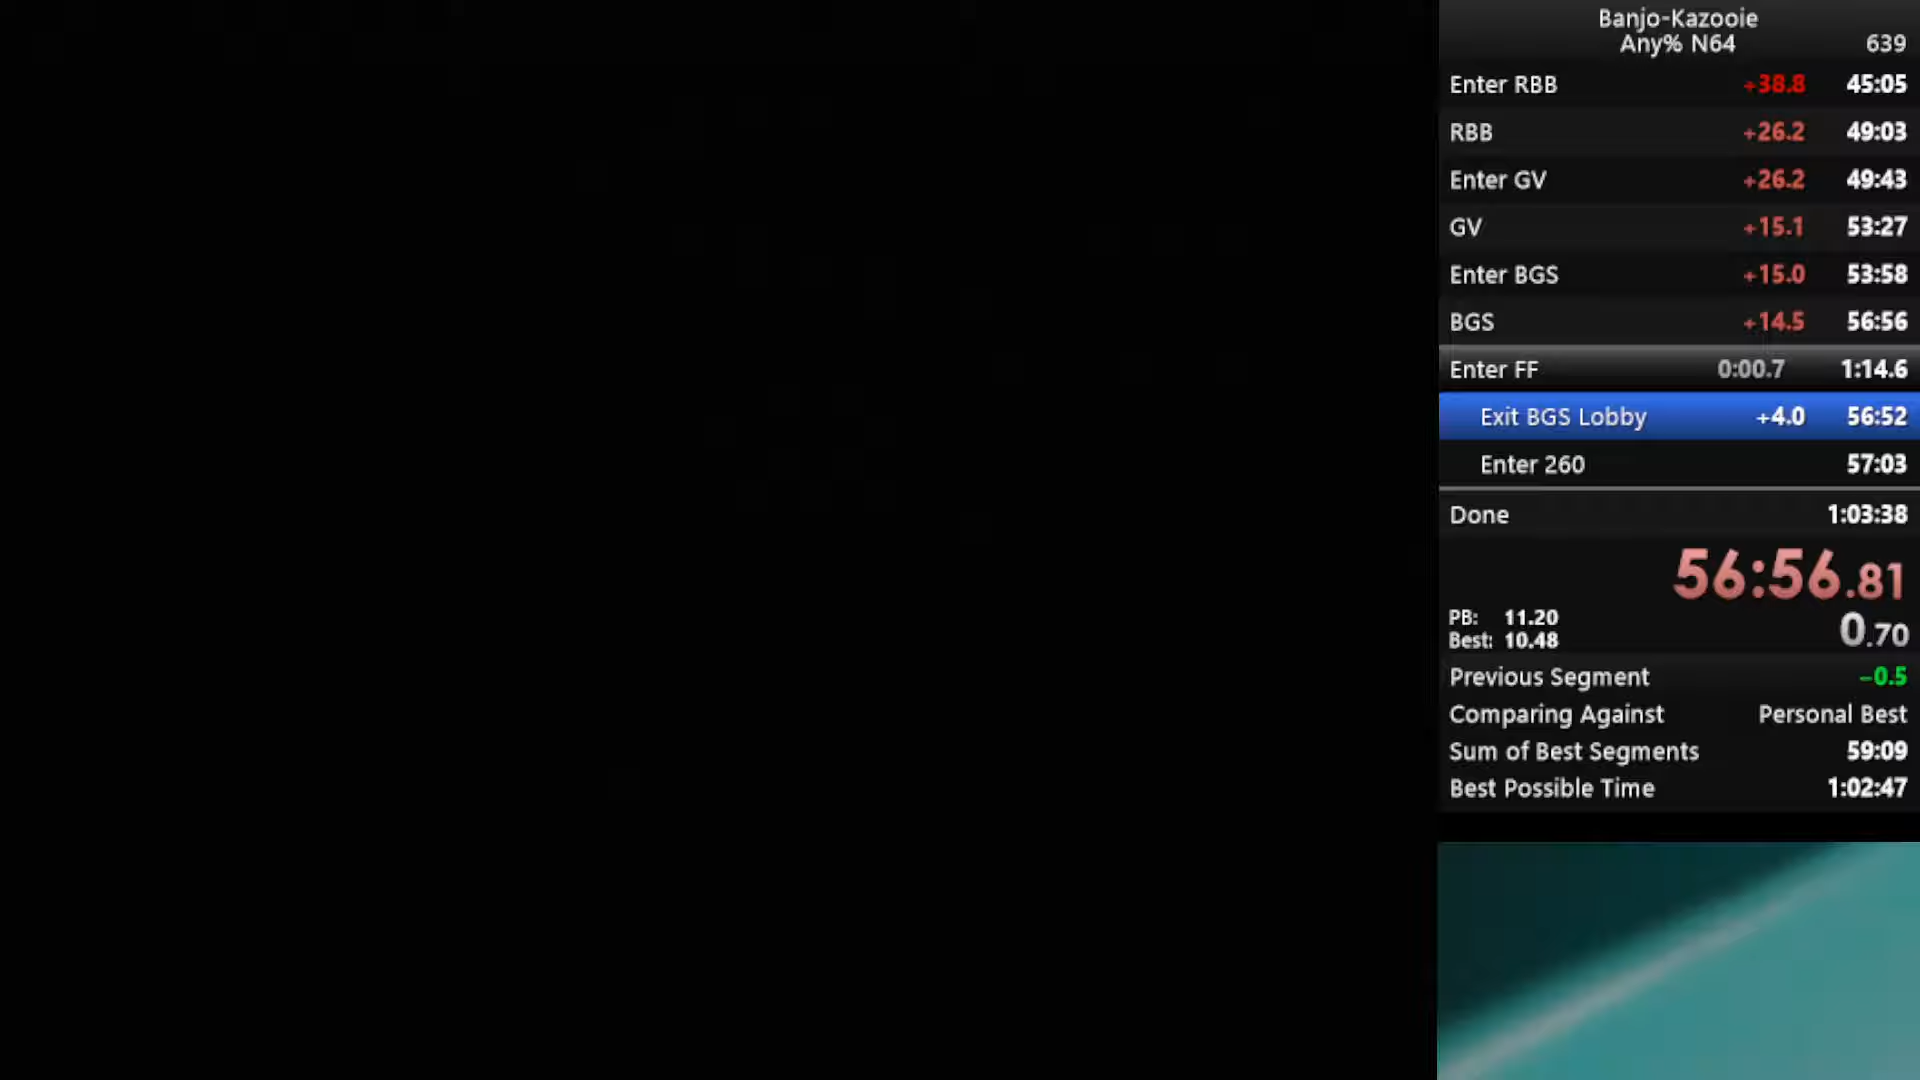 Banjo-Kazooie
Any% N64 639
Enter RBB +38.8 45:05
RBB +26.2 49:03
Enter GV +26.2 49:43
GV +15.1 53:27
Enter BGS +15.0 53:58
BGS +14.5 56:56
Enter FF 0:00.7 1:14.6
Exit BGS Lobby +4.0 56:52
Enter 260 57:03
Done 1:03:38
56:56.81
PB: 11.20
Best: 10.48
0.70
Previous Segment -0.5
Comparing Against Personal Best
Sum of Best Segments 59:09
Best Possible Time 1:02:47